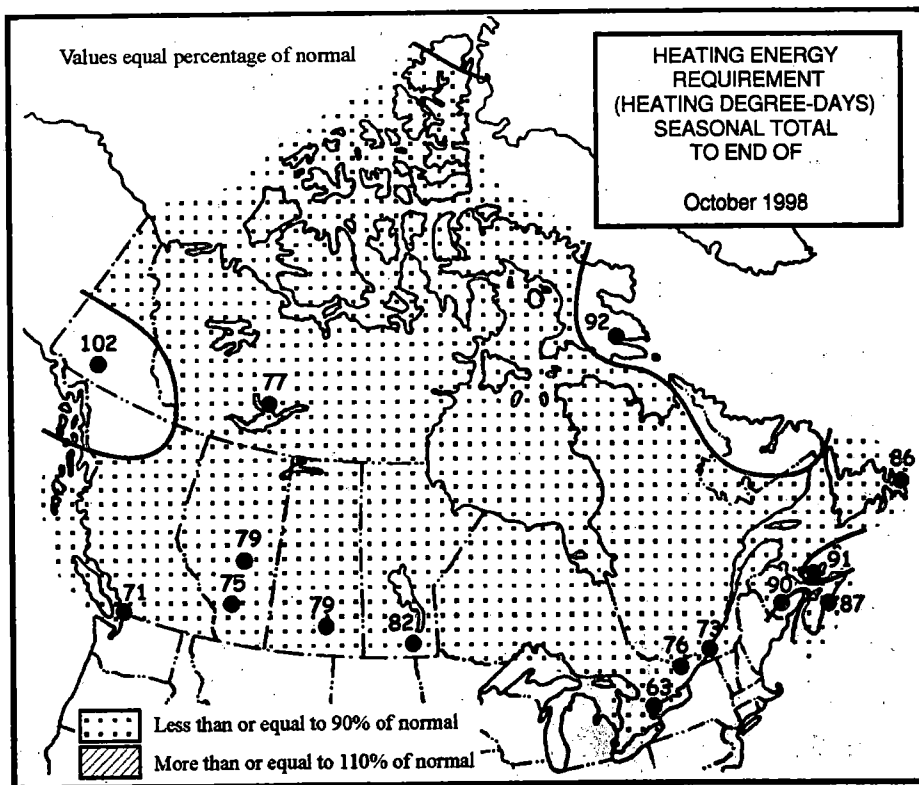 Values equal percentage of normal
HEATING ENERGY
REQUIREMENT
(HEATING DEGREE-DAYS)
SEASONAL TOTAL
TO END OF
October 1998
92
102
77
86
79
91
75
71
79
90
87
82
73
76
63
Less than or equal to 90% of normal
More than or equal to 110% of normal